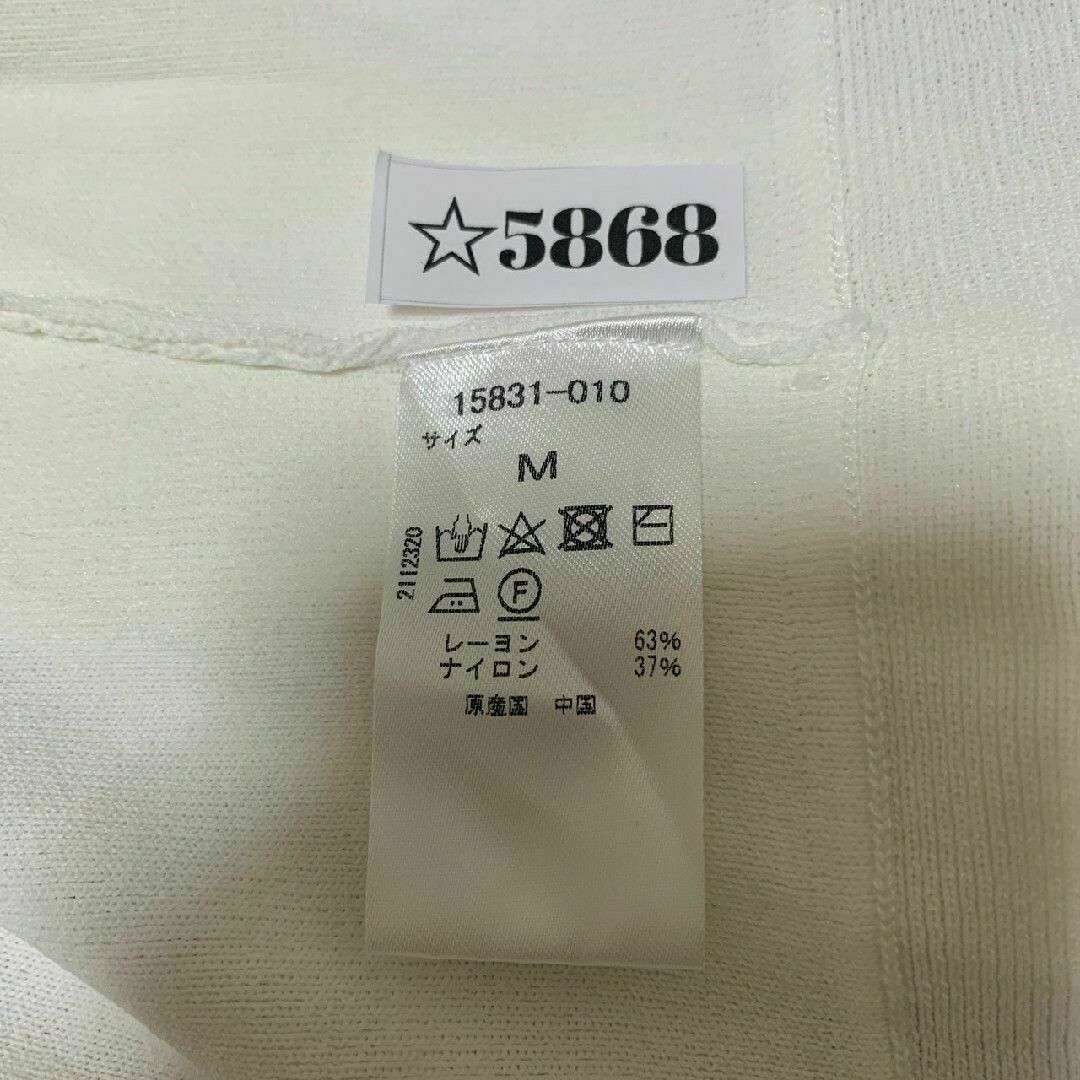 ☆5868
15831-010
サイズ
M
2112320
F
レーヨン 63%
ナイロン 37%
原産国 中国